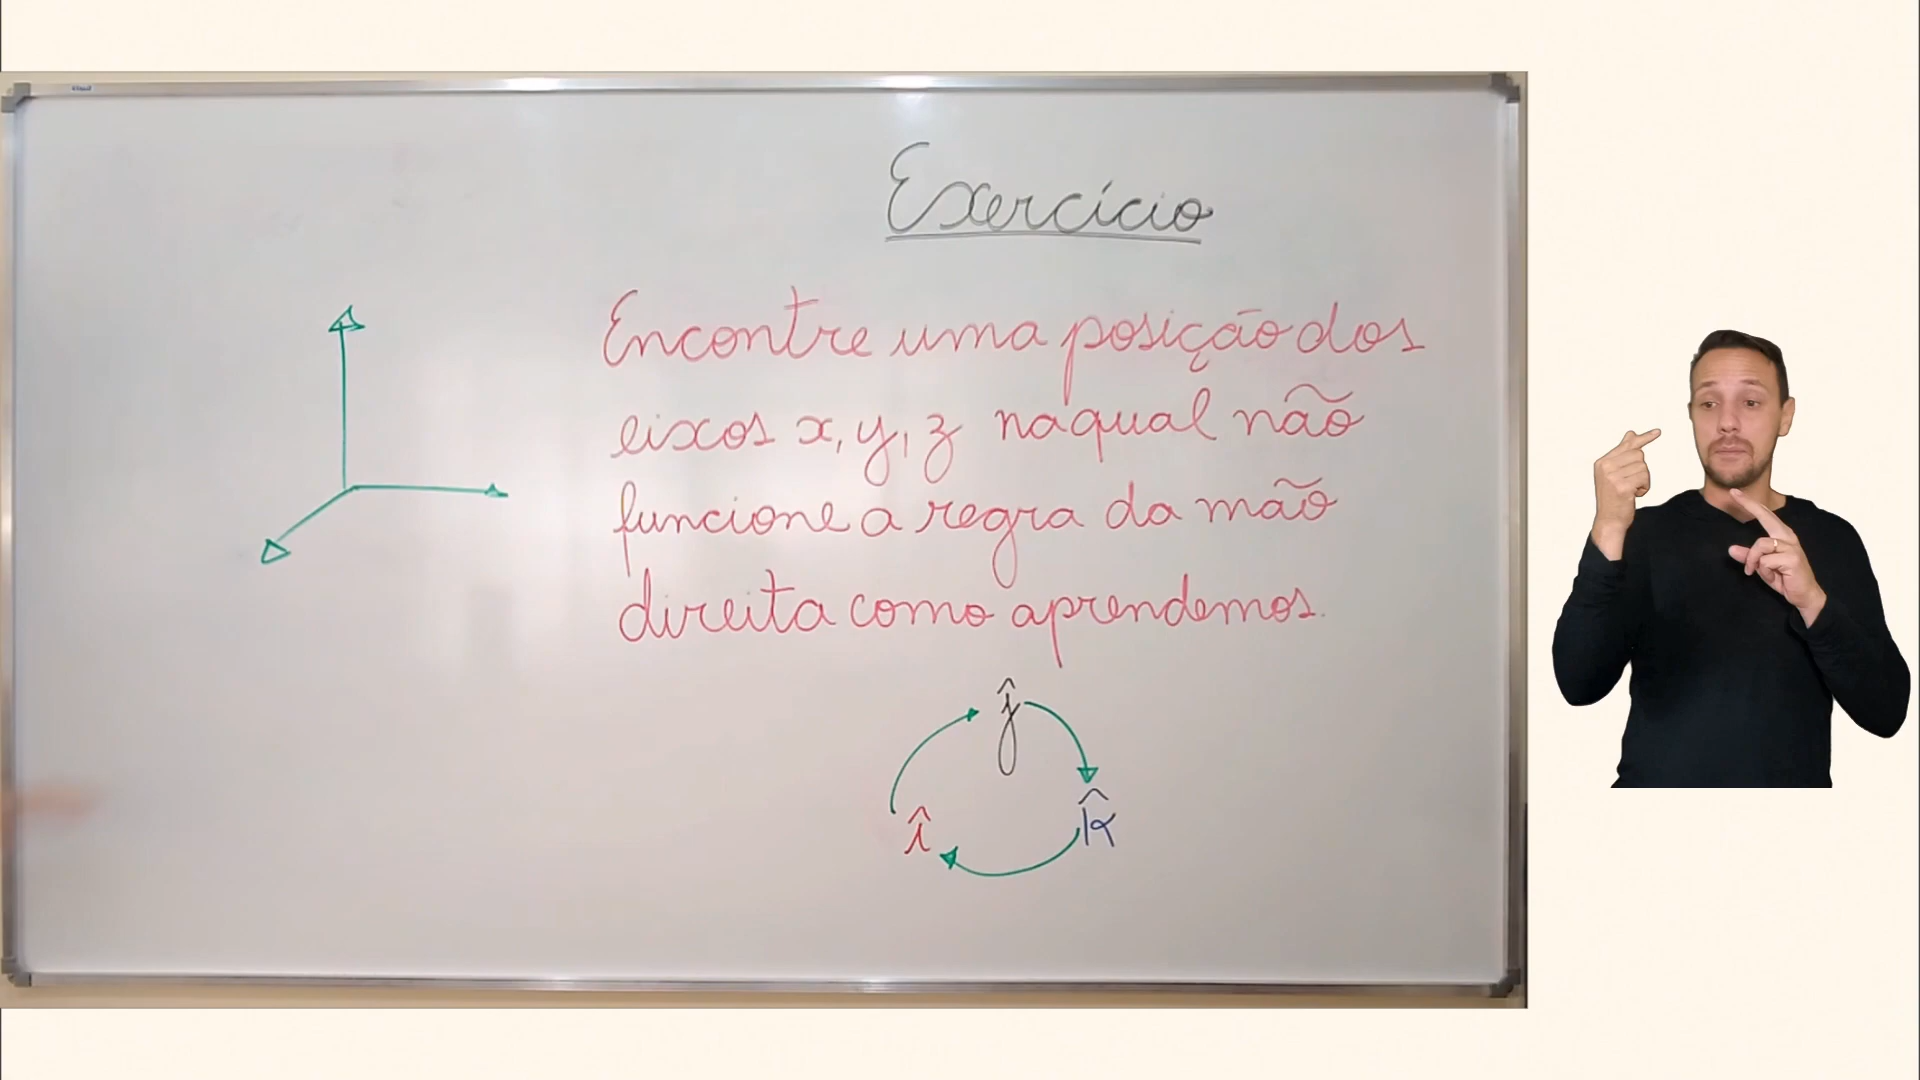 Exercício
Encontre uma posição dos
eixos x, y, z na qual não
funcione a regra da mão
direita como aprendemos.
ĵ
î k̂